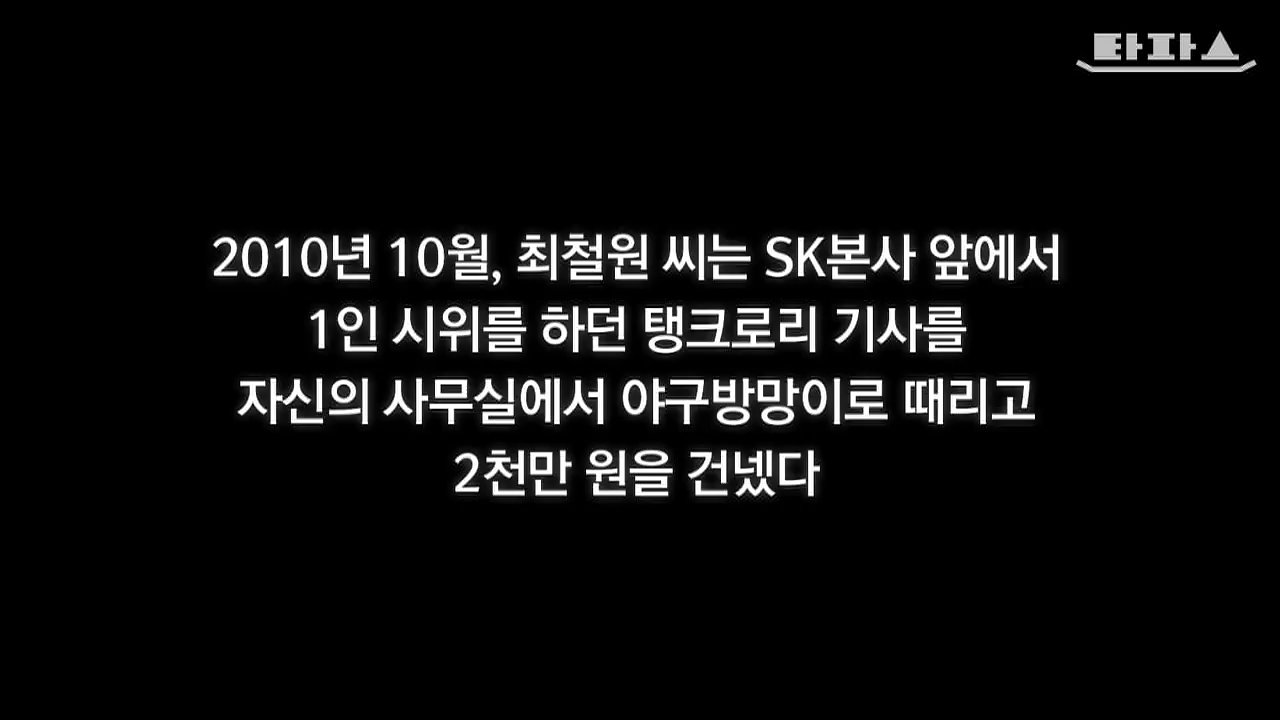 타파스
2010년 10월, 최철원 씨는 SK본사 앞에서
1인 시위를 하던 탱크로리 기사를
자신의 사무실에서 야구방망이로 때리고
2천만 원을 건넸다